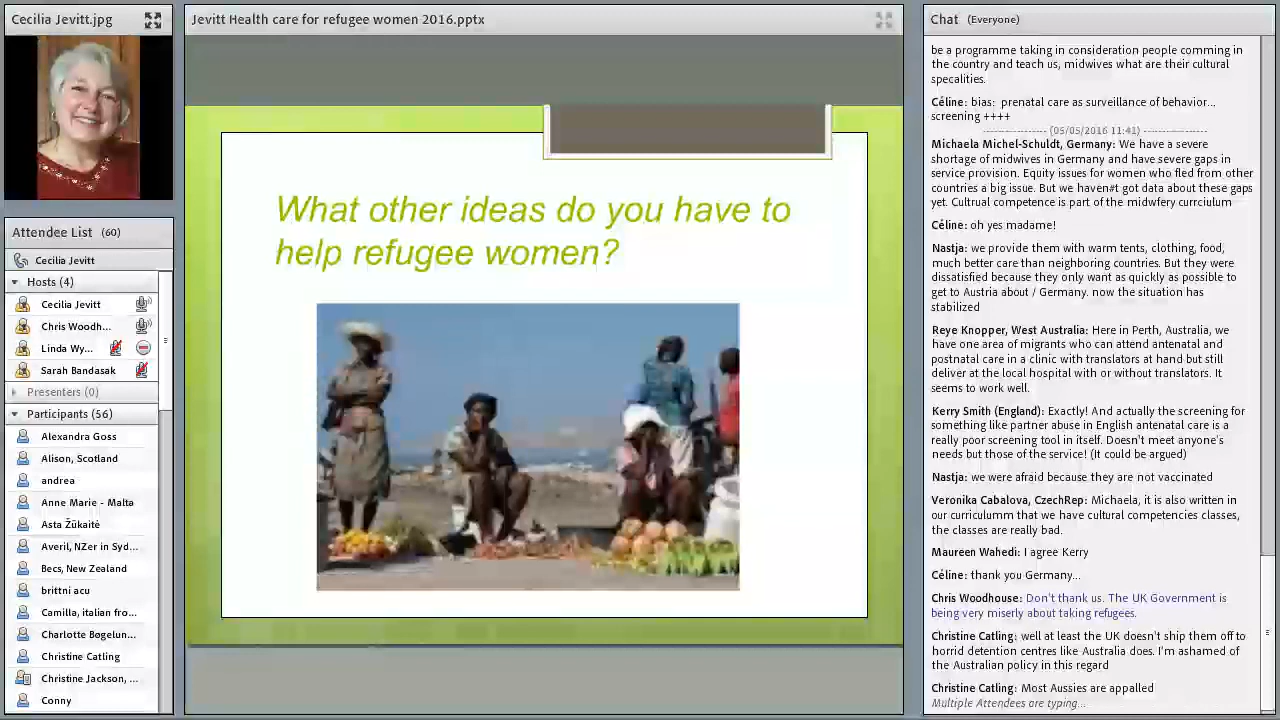 Cecilia Jevitt.jpg
Attendee List (60)
Cecilia Jevitt
Hosts (4)
Cecilia Jevitt
Chris Woodh...
Linda Wy...
Sarah Bandasak
Presenters (0)
Participants (56)
Alexandra Goss
Alison, Scotland
andrea
Anne Marie - Malta
Asta Žūkaitė
Averil, NZer in Syd...
Becs, New Zealand
brittni acu
Camilla, italian fro...
Charlotte Bøgelun...
Christine Catling
Christine Jackson, ...
Conny
Jevitt Health care for refugee women 2016.pptx
What other ideas do you have to
help refugee women?
Chat (Everyone)
be a programme taking in consideration people comming in
the country and teach us, midwives what are their cultural
specalities.
Céline: bias: prenatal care as surveillance of behavior...
screening ++++
----------------- (05/05/2016 11:41) -----------------
Michaela Michel-Schuldt, Germany: We have a severe
shortage of midwives in Germany and have severe gaps in
service provision. Equity issues for women who fled from other
countries a big issue. But we haven#t got data about these gaps
yet. Cultrual competence is part of the midwfery currciulum
Céline: oh yes madame!
Nastja: we provide them with warm tents, clothing, food,
much better care than neighboring countries. But they were
dissatisfied because they only want as quickly as possible to
get to Austria about / Germany. now the situation has
stabilized
Reye Knopper, West Australia: Here in Perth, Australia, we
have one area of migrants who can attend antenatal and
postnatal care in a clinic with translators at hand but still
deliver at the local hospital with or without translators. It
seems to work well.
Kerry Smith (England): Exactly! And actually the screening for
something like partner abuse in English antenatal care is a
really poor screening tool in itself. Doesn't meet anyone's
needs but those of the service! (It could be argued)
Nastja: we were afraid because they are not vaccinated
Veronika Cabalova, CzechRep: Michaela, it is also written in
our curriculumm that we have cultural competencies classes,
the classes are really bad.
Maureen Wahedi: I agree Kerry
Céline: thank you Germany...
Chris Woodhouse: Don't thank us. The UK Government is
being very miserly about taking refugees.
Christine Catling: well at least the UK doesn't ship them off to
horrid detention centres like Australia does. I'm ashamed of
the Australian policy in this regard
Christine Catling: Most Aussies are appalled
Multiple Attendees are typing...